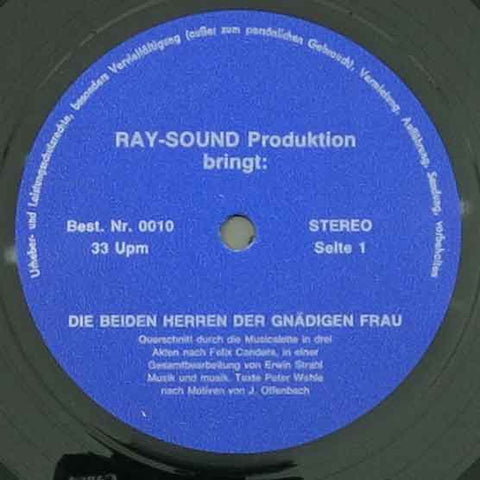 Urheber- und Leistungsschutzrechte, besonders Vervielfältigung (außer zum persönlichen Gebrauch), Vermietung, Aufführung, Sendung, vorbehalten
RAY-SOUND Produktion
bringt:
Best. Nr. 0010
33 Upm
STEREO
Seite 1
DIE BEIDEN HERREN DER GNÄDIGEN FRAU
Querschnitt durch die Musicalette in drei
Akten nach Felix Gandera, in einer
Gesamtbearbeitung von Erwin Strahl
Musik und musik. Texte Peter Wehle
nach Motiven von J. Offenbach